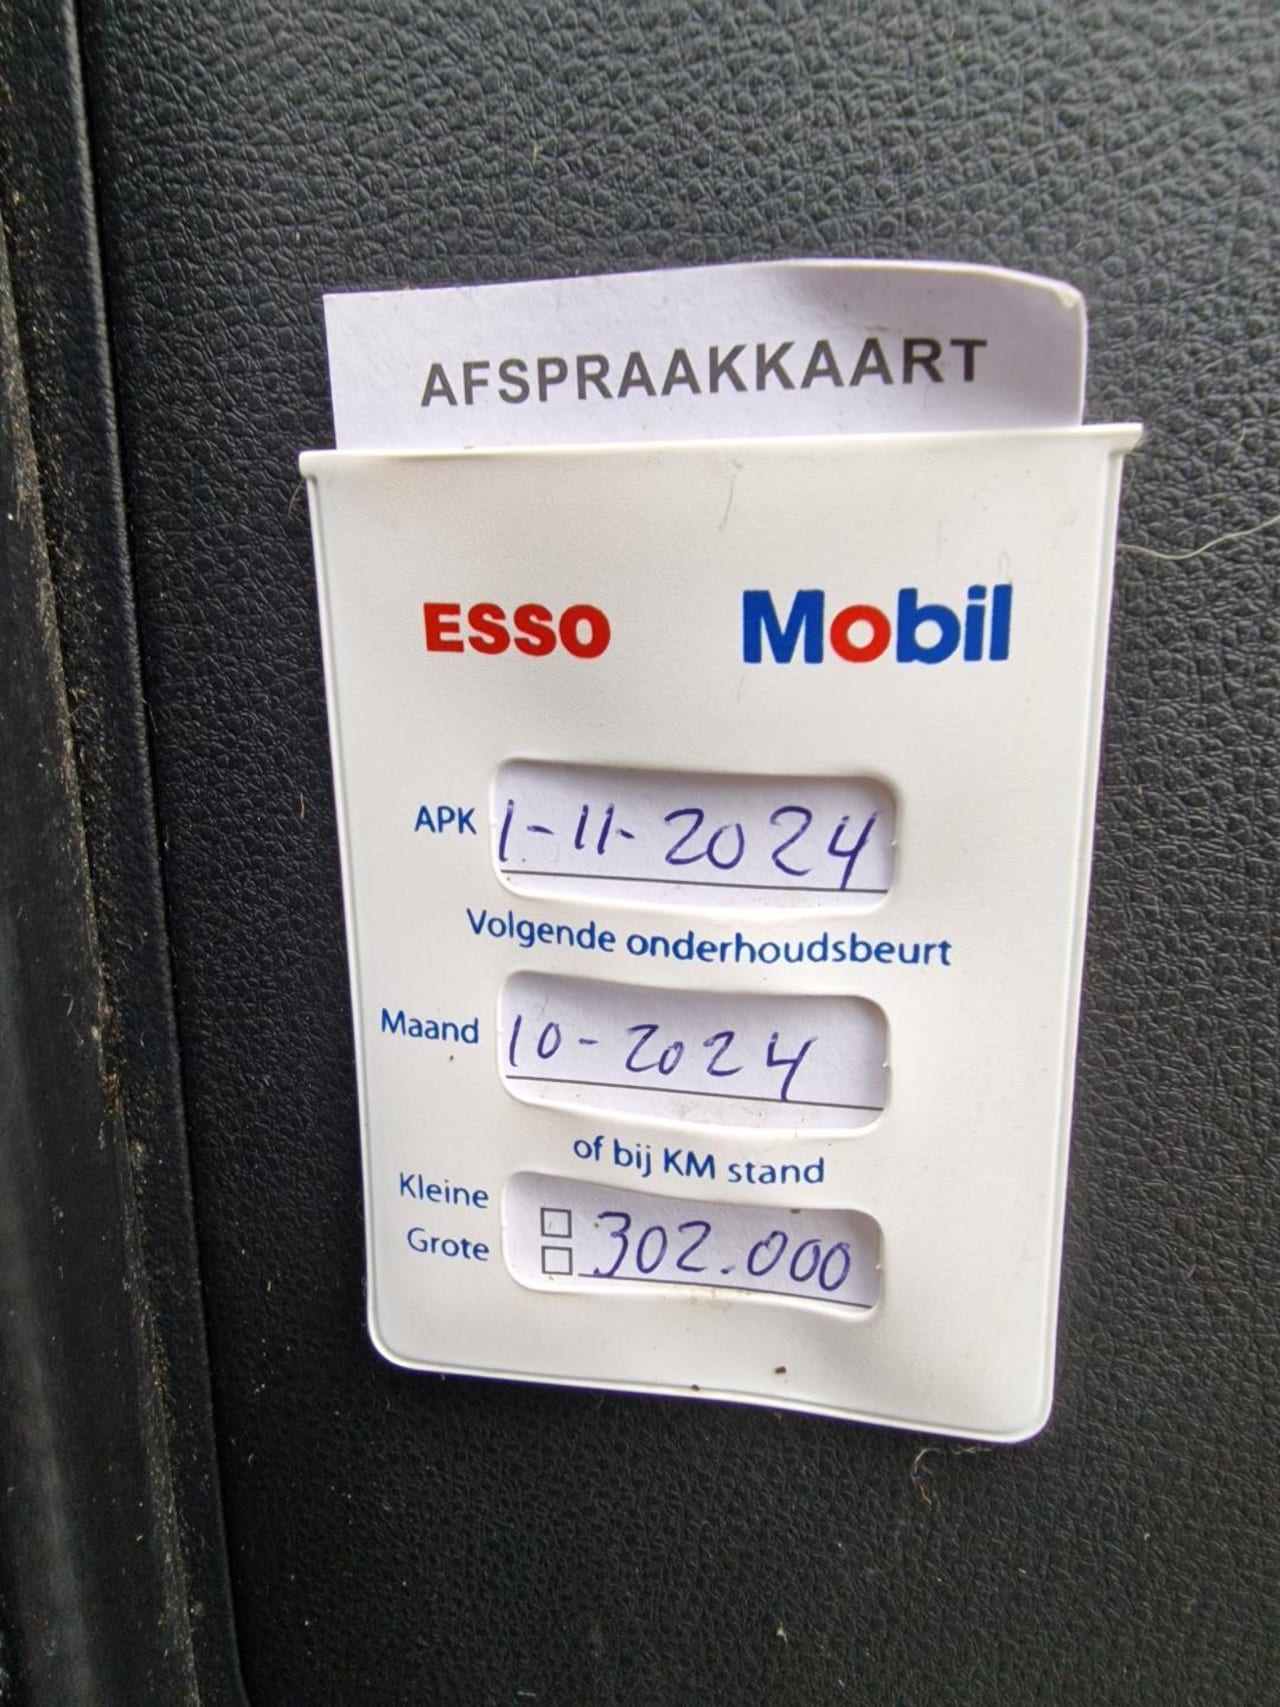 AFSPRAAKKAART
ESSO Mobil
APK 1-11-2024
Volgende onderhoudsbeurt
Maand 10-2024
of bij KM stand
Kleine
Grote 302.000